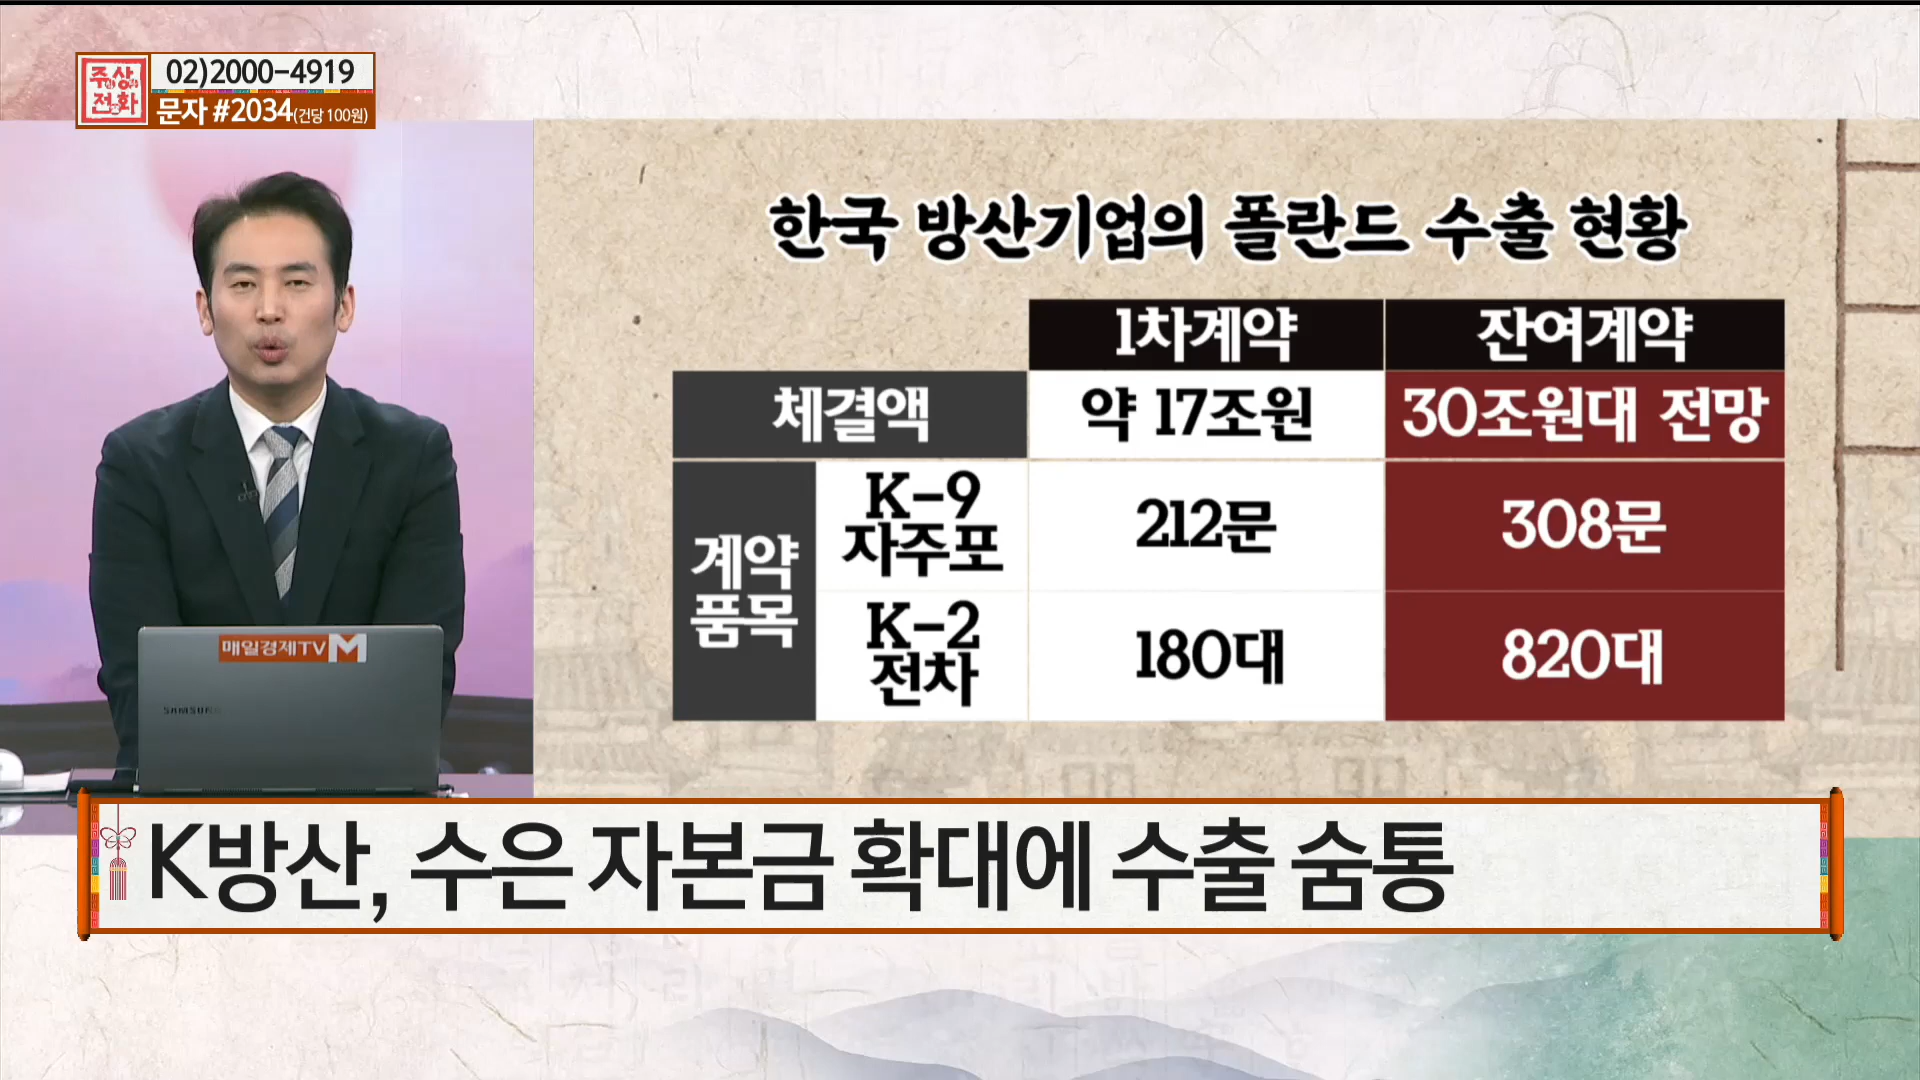 주상
전화
02)2000-4919
문자 #2034(건당 100원)
한국 방산기업의 폴란드 수출 현황
1차계약 잔여계약
체결액 약 17조원 30조원대 전망
계약
품목
K-9
자주포
212문 308문
K-2
전차
180대 820대
매일경제TV M
SAMSUNG
K방산, 수은 자본금 확대에 수출 숨통